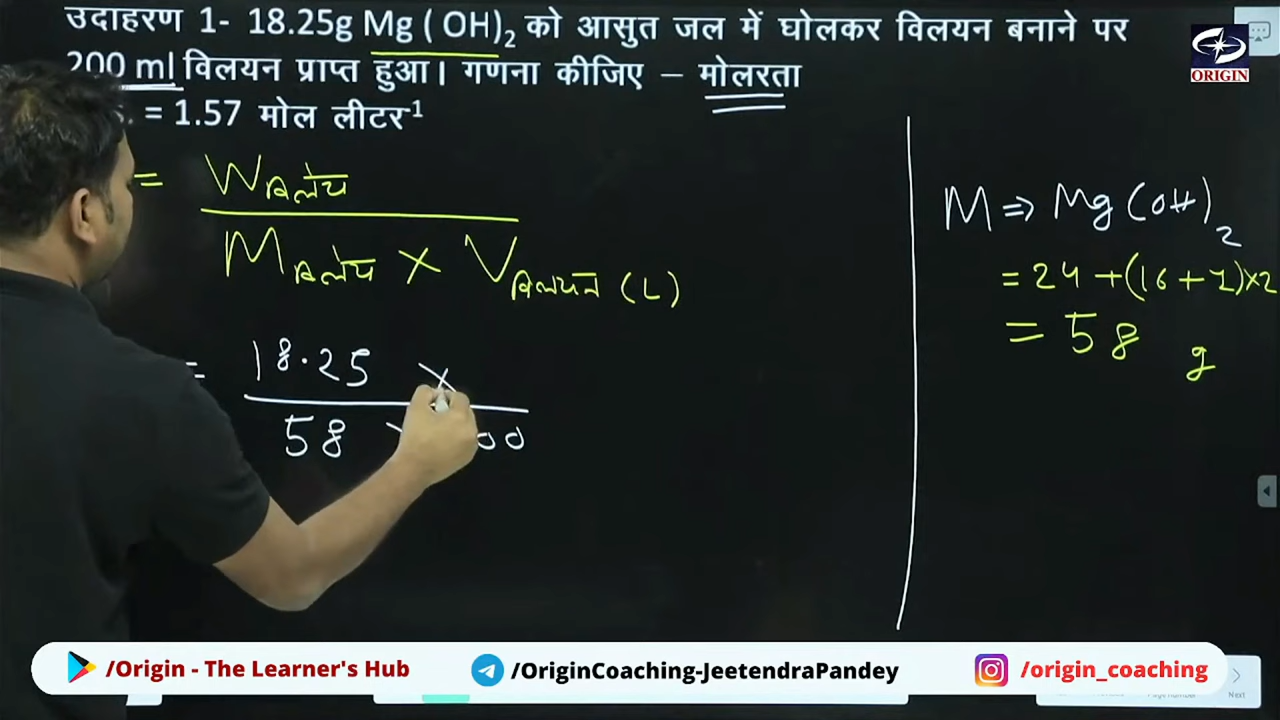 उदाहरण 1- 18.25g Mg ( OH)2 को आसुत जल में घोलकर विलयन बनाने पर
200 ml विलयन प्राप्त हुआ। गणना कीजिए – मोलरता
= 1.57 मोल लीटर-1
ORIGIN
= Wविलेय
Mविलेय × Vविलयन (L)
= 18.25 ×
58
00
M ⇒ Mg (OH)2
= 24 + (16 + 1)×2
= 58 g
/Origin - The Learner's Hub
/OriginCoaching-JeetendraPandey
/origin_coaching
Next